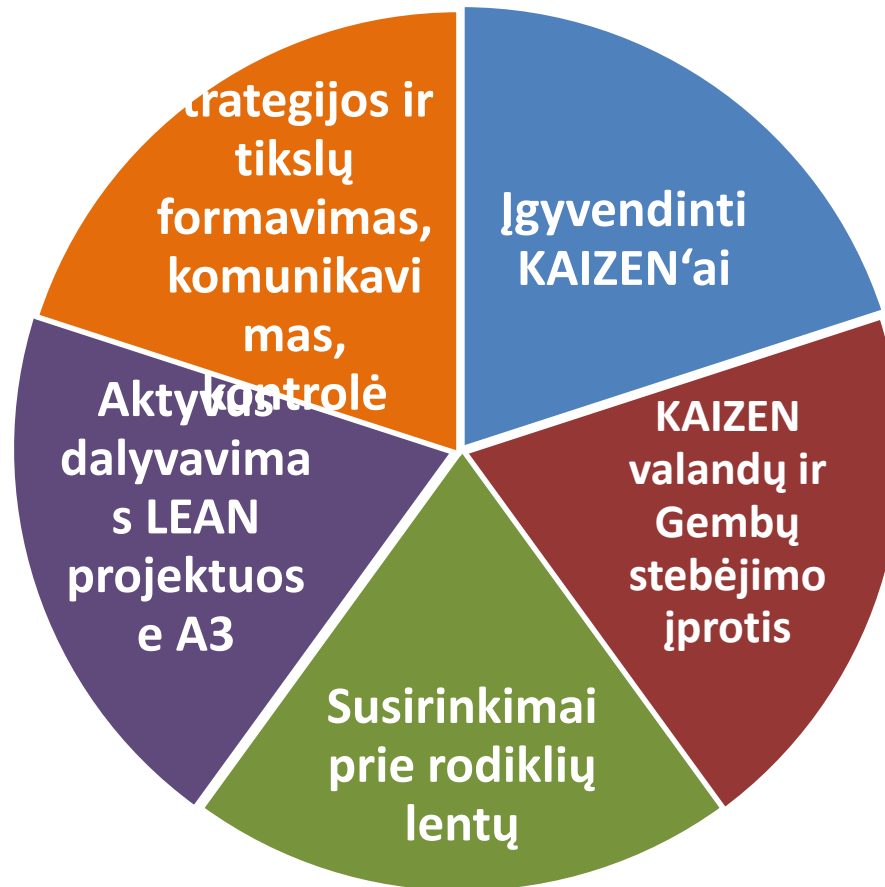 trategijos ir
tikslų
formavimas,
komunikavi
mas,
kontrolė
Įgyvendinti
KAIZEN‘ai
KAIZEN
valandų ir
Gembų
stebėjimo
įprotis
Susirinkimai
prie rodiklių
lentų
Aktyvus
dalyvavima
s LEAN
projektuos
e A3